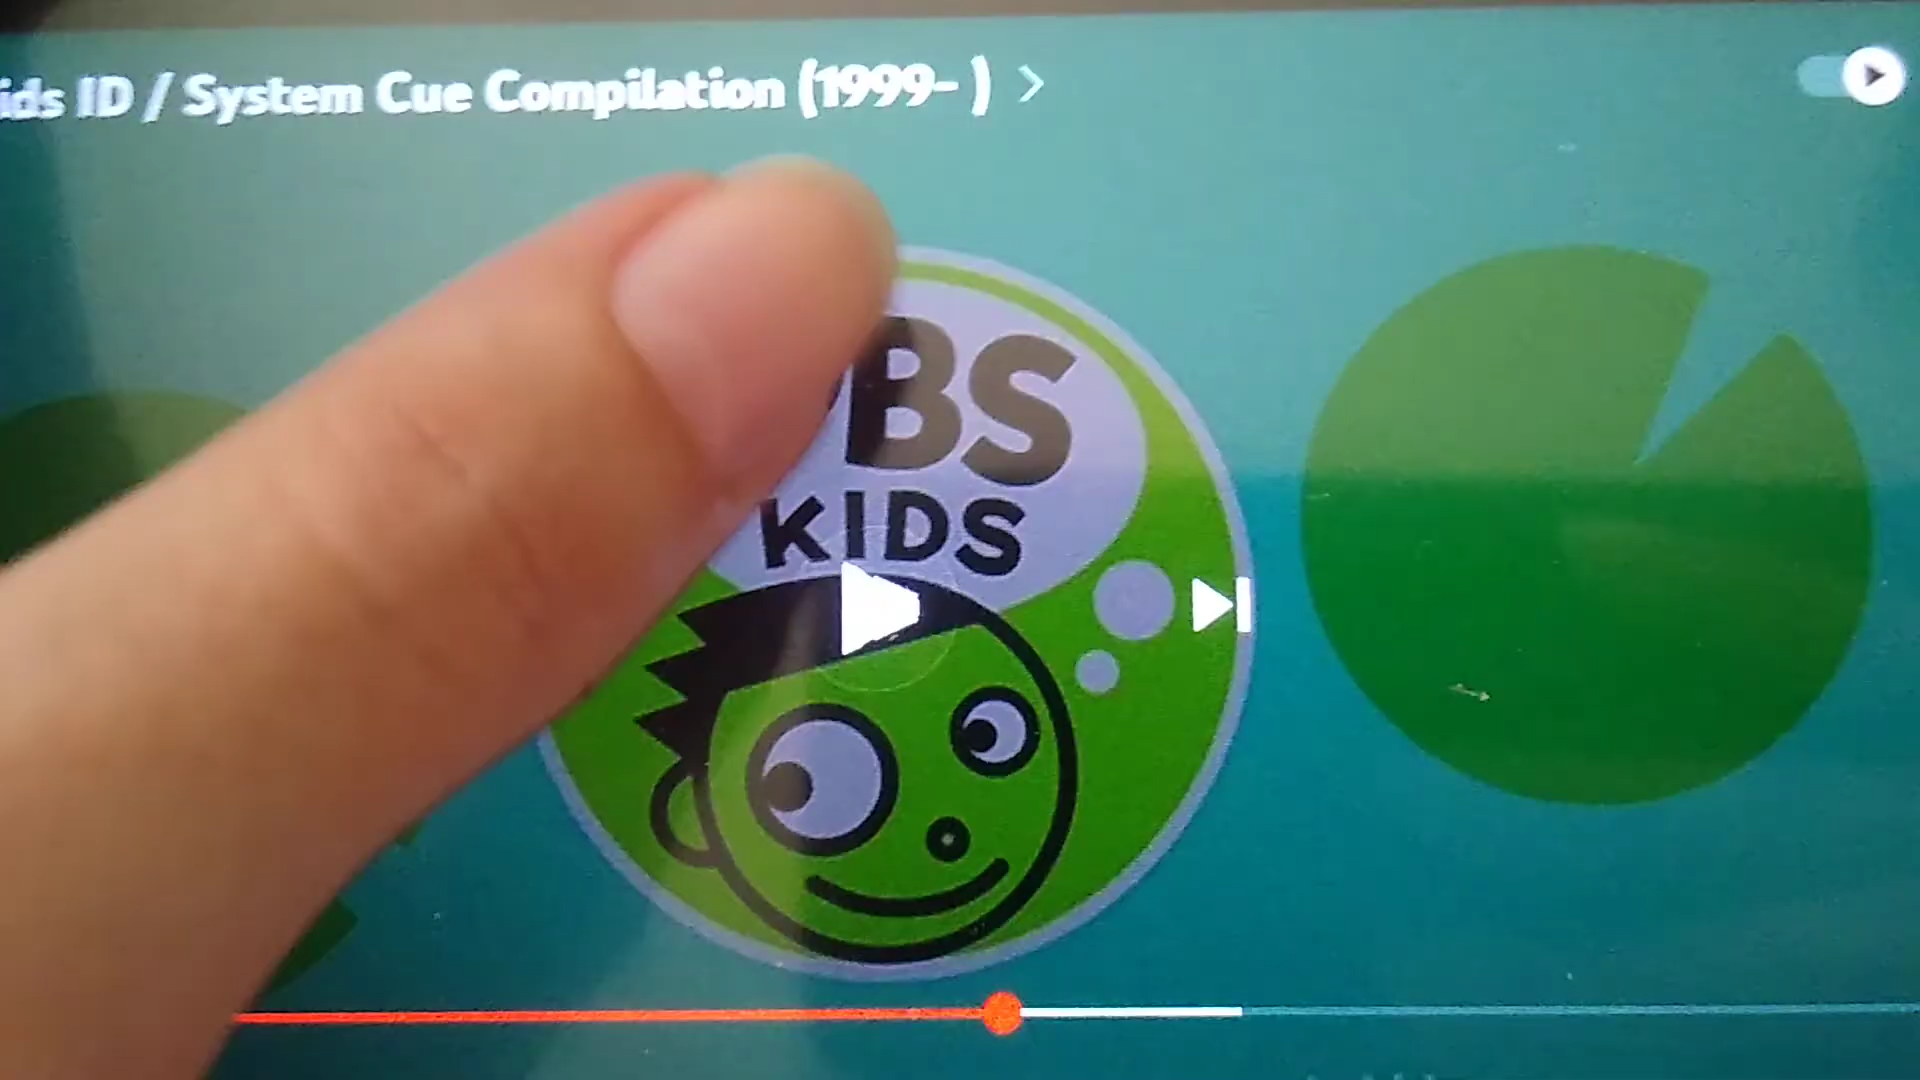 ids ID / System Cue Compilation (1999- )
BS
KIDS